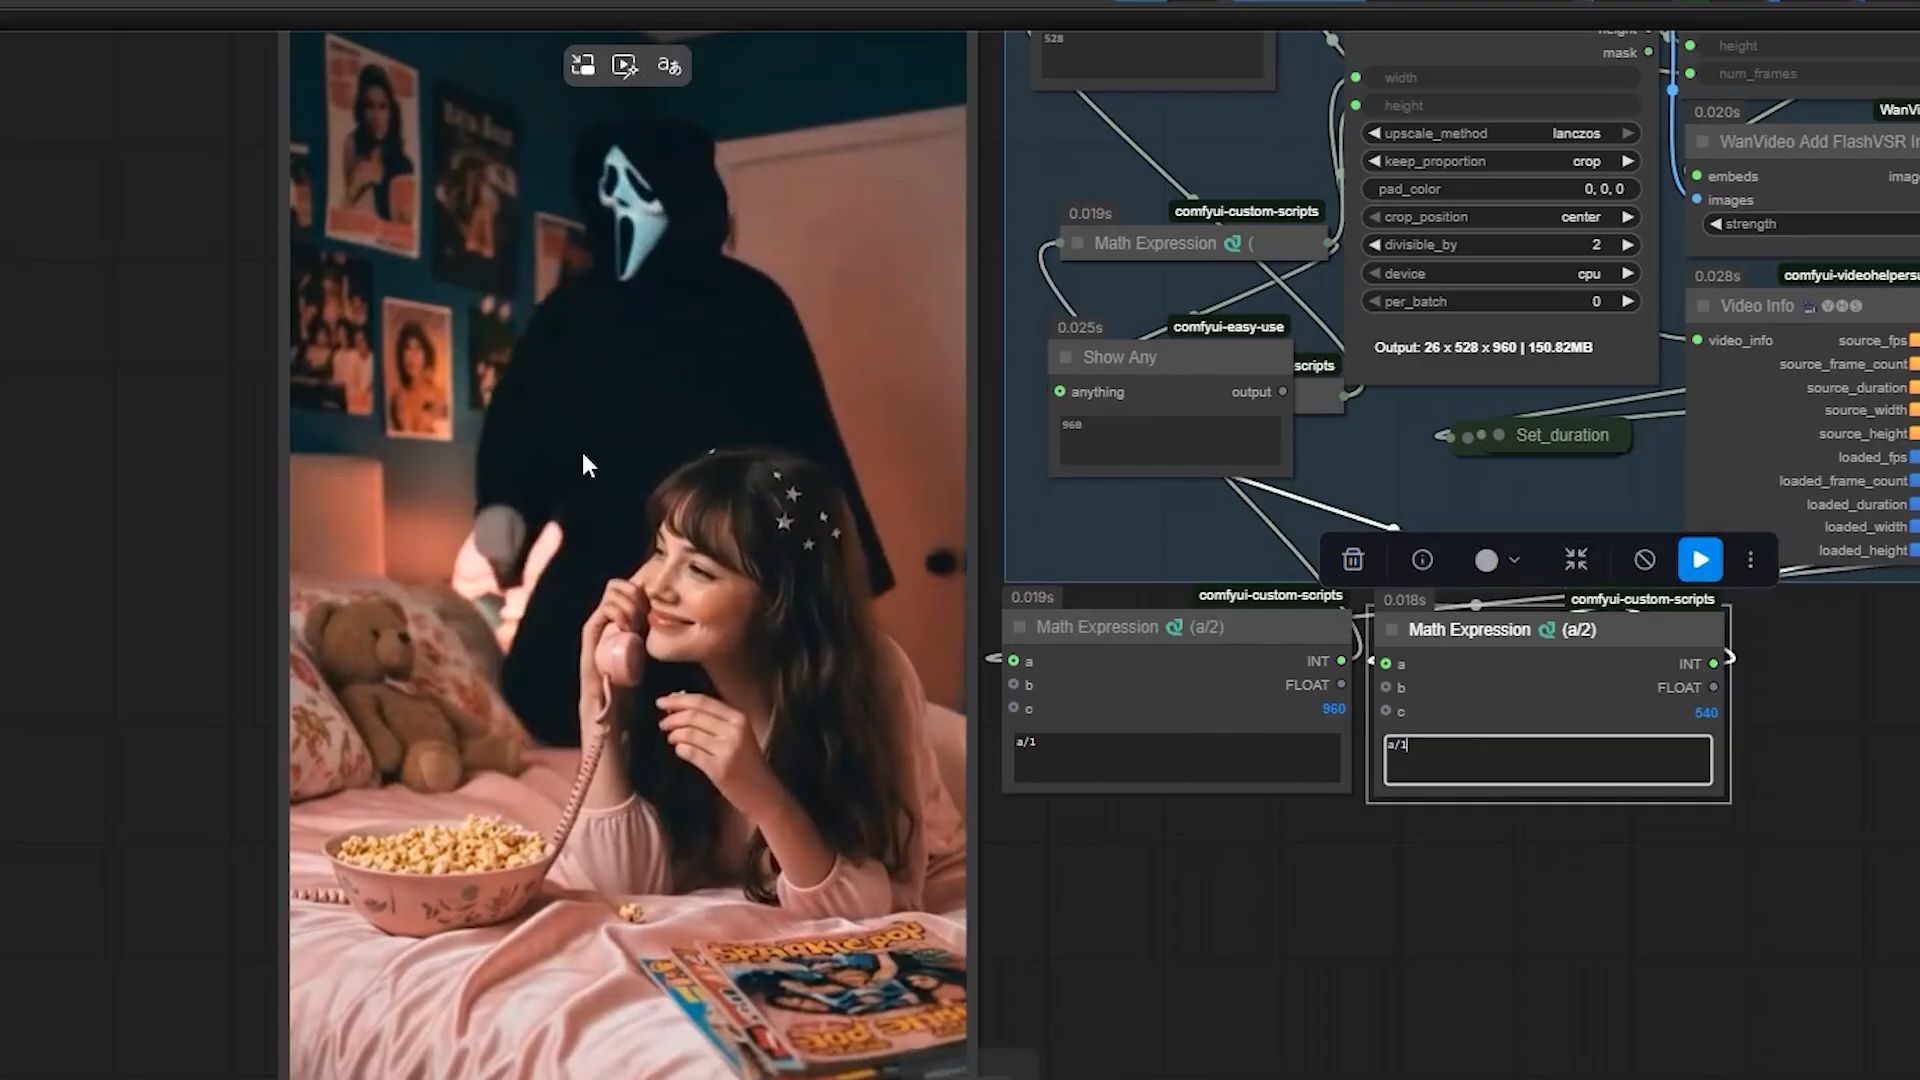 528
0.019s
comfyui-custom-scripts
Math Expression (
0.025s
comfyui-easy-use
Show Any
anything
output
960
scripts
mask
width
height
upscale_method
lanczos
keep_proportion
crop
pad_color
0, 0, 0
crop_position
center
divisible_by
2
device
cpu
per_batch
0
Output: 26 x 528 x 960 | 150.82MB
Set_duration
height
num_frames
0.020s
WanVi
WanVideo Add FlashVSR I
embeds
imag
images
strength
0.028s
comfyui-videohelpers
Video Info VHS
video_info
source_fps
source_frame_count
source_duration
source_width
source_height
loaded_fps
loaded_frame_count
loaded_duration
loaded_width
loaded_height
0.019s
comfyui-custom-scripts
Math Expression (a/2)
a
INT
b
FLOAT
c
960
a/1
0.018s
comfyui-custom-scripts
Math Expression (a/2)
a
INT
b
FLOAT
c
540
a/1